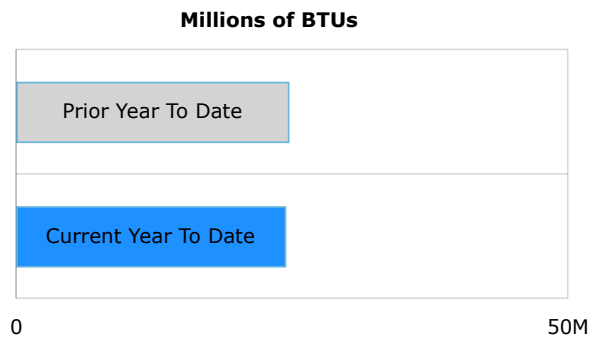 Millions of BTUs
Prior Year To Date
Current Year To Date
0
50M